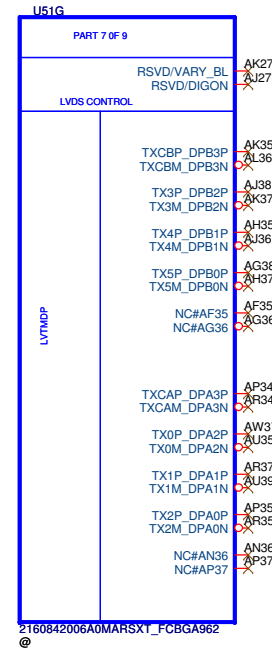 U51G
PART 7 0F 9
RSVD/VARY_BL AK27
RSVD/DIGON AJ27
LVDS CONTROL
TXCBP_DPB3P AK35
TXCBM_DPB3N AL36
TX3P_DPB2P AJ38
TX3M_DPB2N AK37
TX4P_DPB1P AH35
TX4M_DPB1N AJ36
TX5P_DPB0P AG38
TX5M_DPB0N AH37
NC#AF35 AF35
NC#AG36 AG36
LVTMDP
TXCAP_DPA3P AP34
TXCAM_DPA3N AR34
TX0P_DPA2P AW37
TX0M_DPA2N AU35
TX1P_DPA1P AR37
TX1M_DPA1N AU39
TX2P_DPA0P AP35
TX2M_DPA0N AR35
NC#AN36 AN36
NC#AP37 AP37
2160842006A0MARSXT_FCBGA962
@